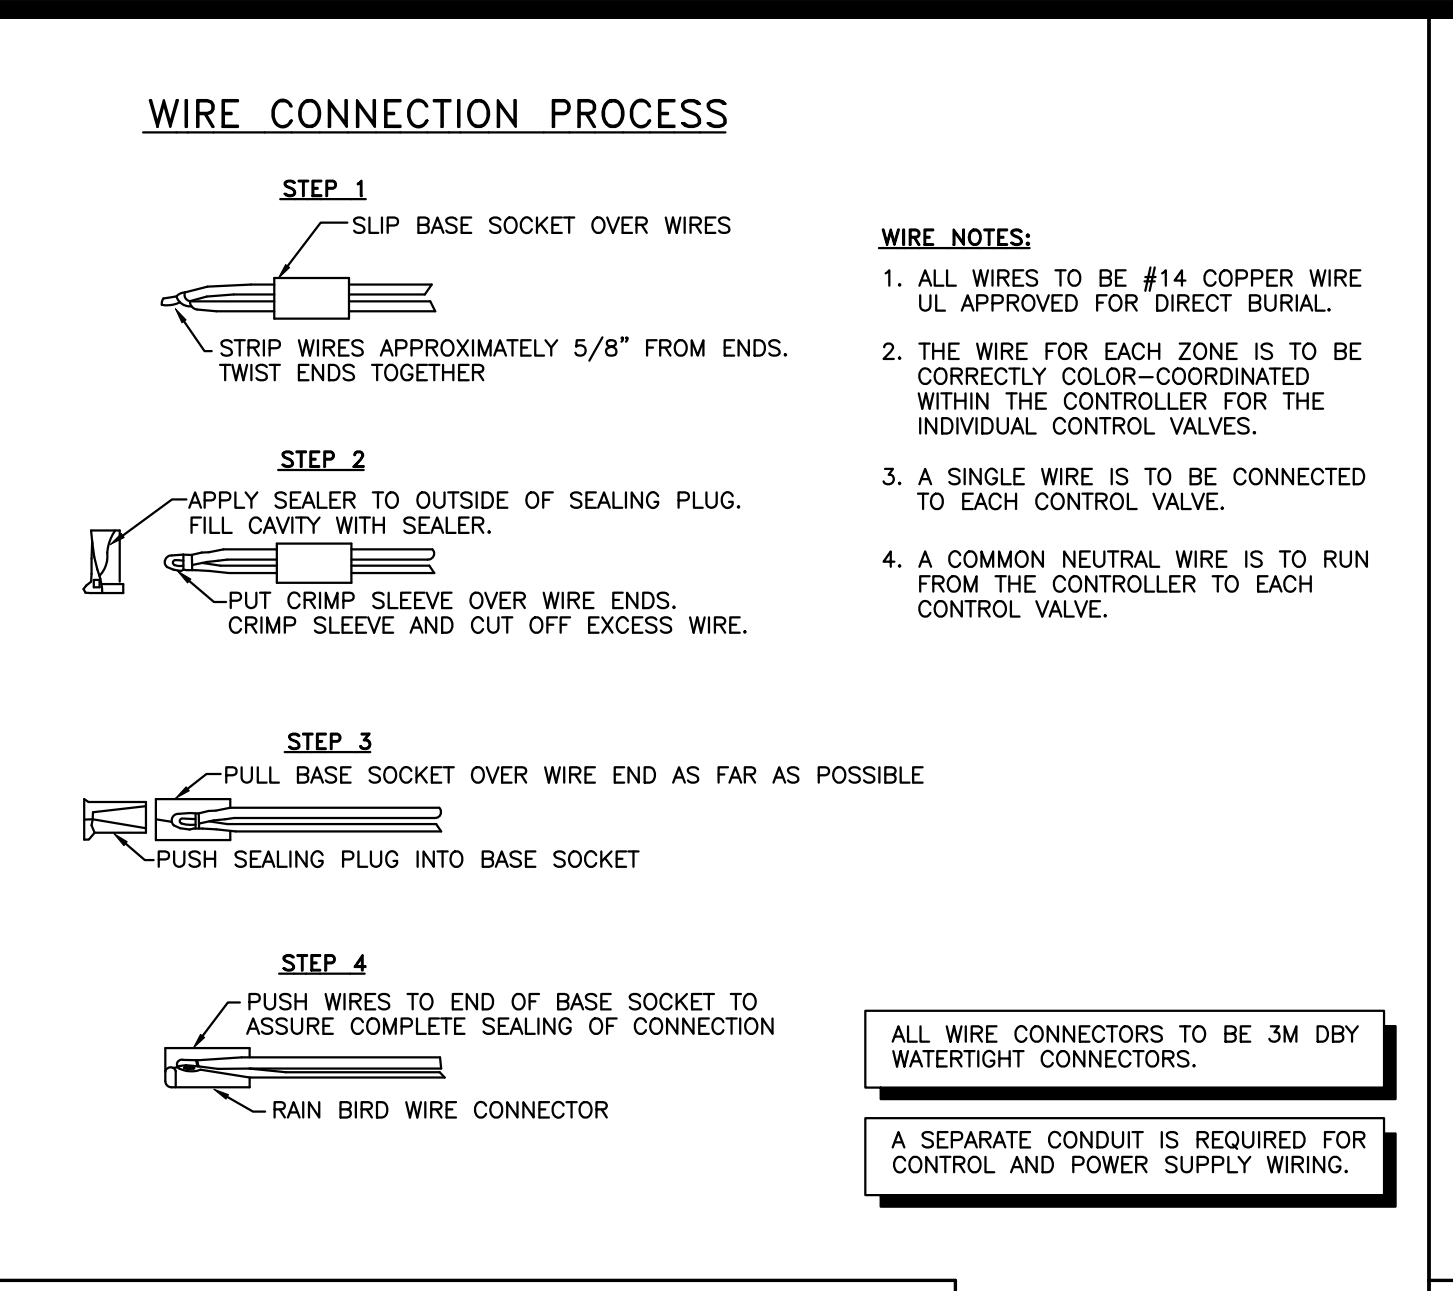 WIRE CONNECTION PROCESS
STEP 1
SLIP BASE SOCKET OVER WIRES
STRIP WIRES APPROXIMATELY 5/8" FROM ENDS.
TWIST ENDS TOGETHER
STEP 2
APPLY SEALER TO OUTSIDE OF SEALING PLUG.
FILL CAVITY WITH SEALER.
PUT CRIMP SLEEVE OVER WIRE ENDS.
CRIMP SLEEVE AND CUT OFF EXCESS WIRE.
STEP 3
PULL BASE SOCKET OVER WIRE END AS FAR AS POSSIBLE
PUSH SEALING PLUG INTO BASE SOCKET
STEP 4
PUSH WIRES TO END OF BASE SOCKET TO
ASSURE COMPLETE SEALING OF CONNECTION
RAIN BIRD WIRE CONNECTOR
WIRE NOTES:
1. ALL WIRES TO BE #14 COPPER WIRE
UL APPROVED FOR DIRECT BURIAL.
2. THE WIRE FOR EACH ZONE IS TO BE
CORRECTLY COLOR-COORDINATED
WITHIN THE CONTROLLER FOR THE
INDIVIDUAL CONTROL VALVES.
3. A SINGLE WIRE IS TO BE CONNECTED
TO EACH CONTROL VALVE.
4. A COMMON NEUTRAL WIRE IS TO RUN
FROM THE CONTROLLER TO EACH
CONTROL VALVE.
ALL WIRE CONNECTORS TO BE 3M DBY
WATERTIGHT CONNECTORS.
A SEPARATE CONDUIT IS REQUIRED FOR
CONTROL AND POWER SUPPLY WIRING.